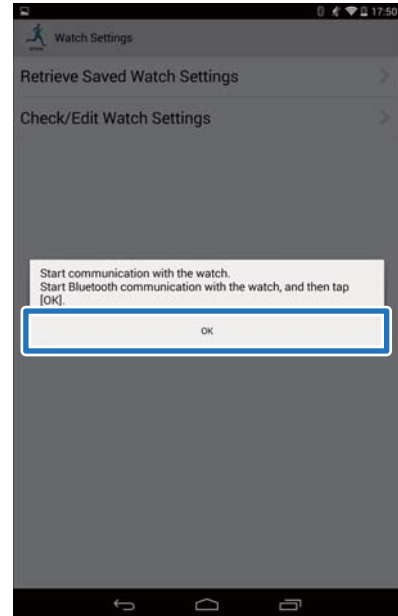 17:50
Watch Settings
Retrieve Saved Watch Settings
Check/Edit Watch Settings
Start communication with the watch.
Start Bluetooth communication with the watch, and then tap
[OK].
OK